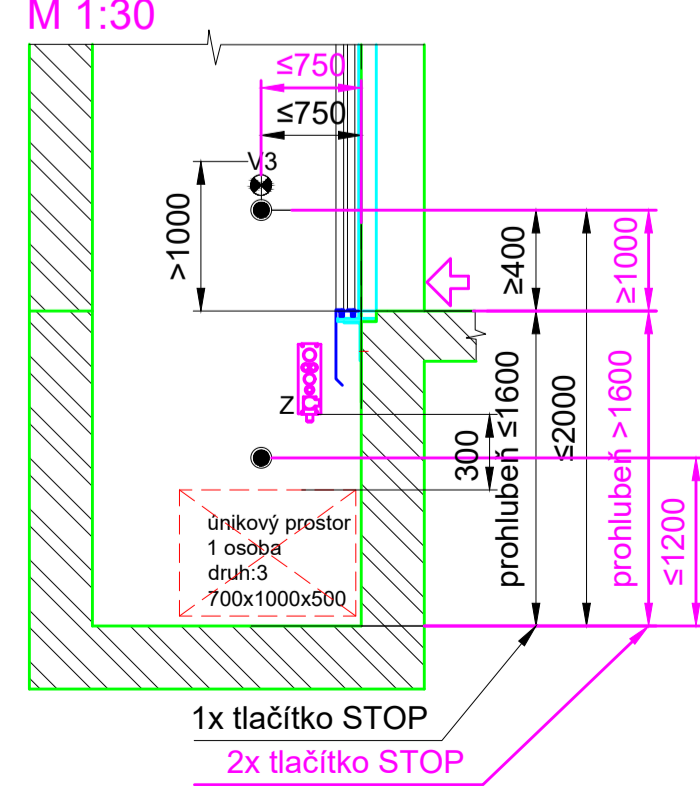 M 1:30
≤750
≤750
V3
>1000
≥400
≥1000
Z
300
prohlubeň ≤1600
≤2000
prohlubeň >1600
≤1200
únikový prostor
1 osoba
druh:3
700x1000x500
1x tlačítko STOP
2x tlačítko STOP